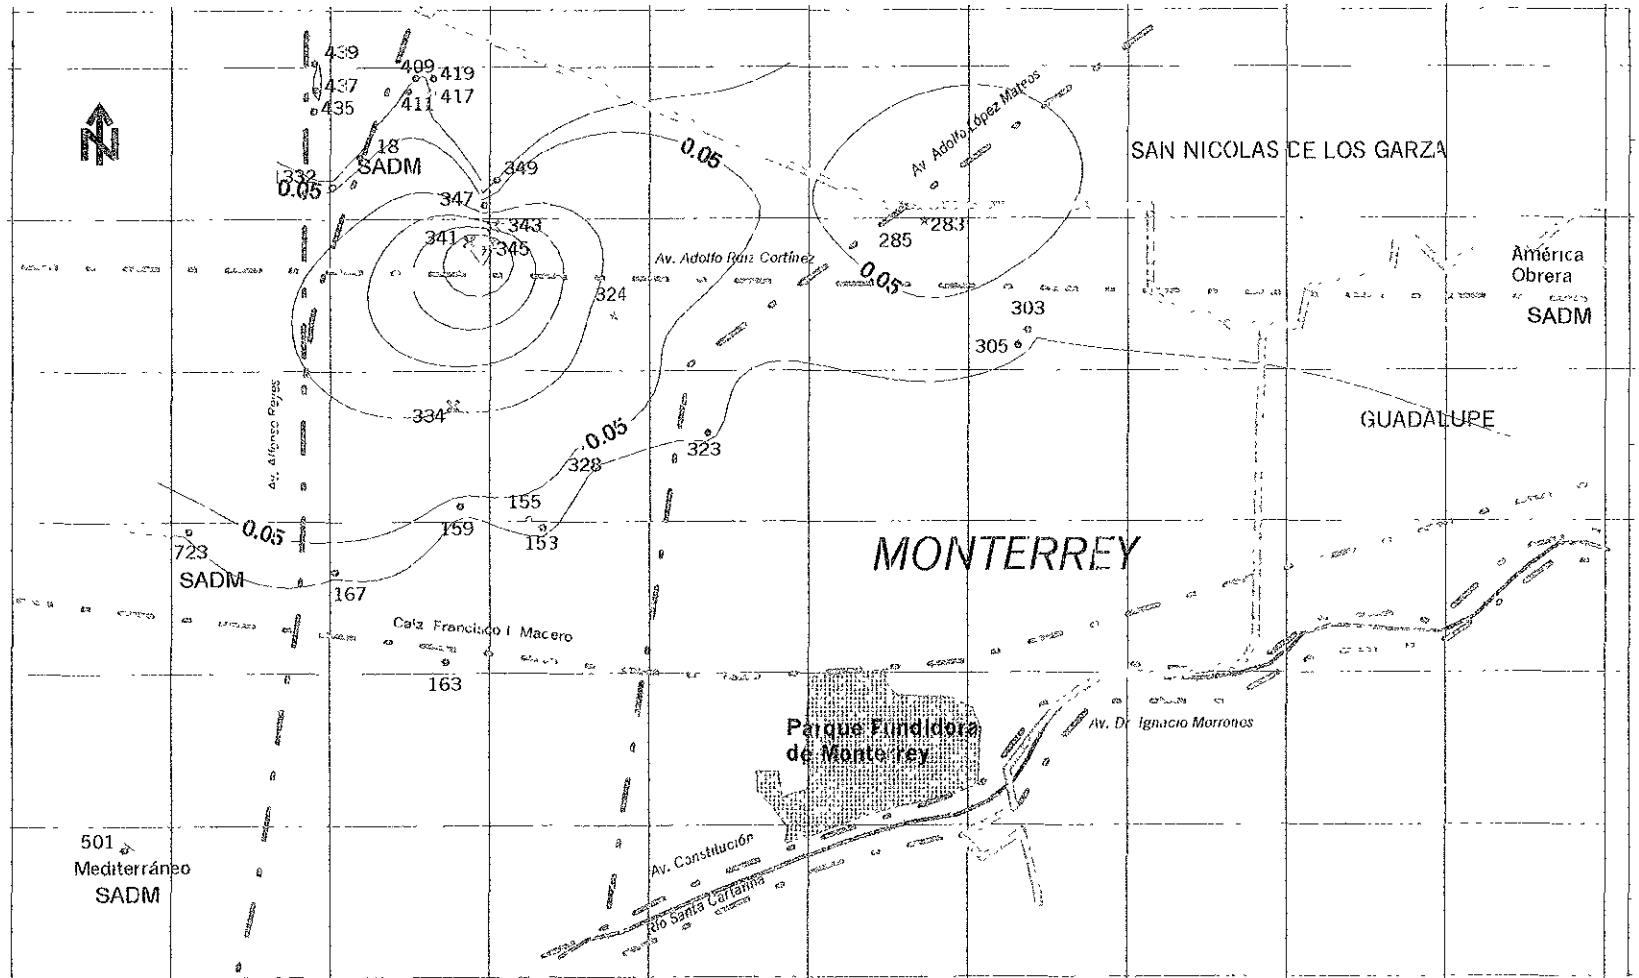 439
409
419
437
411
417
435
N
18
SADM
332
0.05
349
347
0.05
Av Adolfo López Mateos
SAN NICOLAS DE LOS GARZA
343
341
345
285
283
Av. Adolfo Ruiz Cortinez
0.05
América
Obrera
SADM
324
303
305
Av. Alfonso Reyes
334
GUADALUPE
0.05
328
323
155
159
153
0.05
723
SADM
167
MONTERREY
Calz Francisco I Macero
163
Parque Fundidora
de Monterrey
Av. Dr Ignacio Morrones
501
Mediterráneo
SADM
Av. Constitución
Río Santa Cartarina